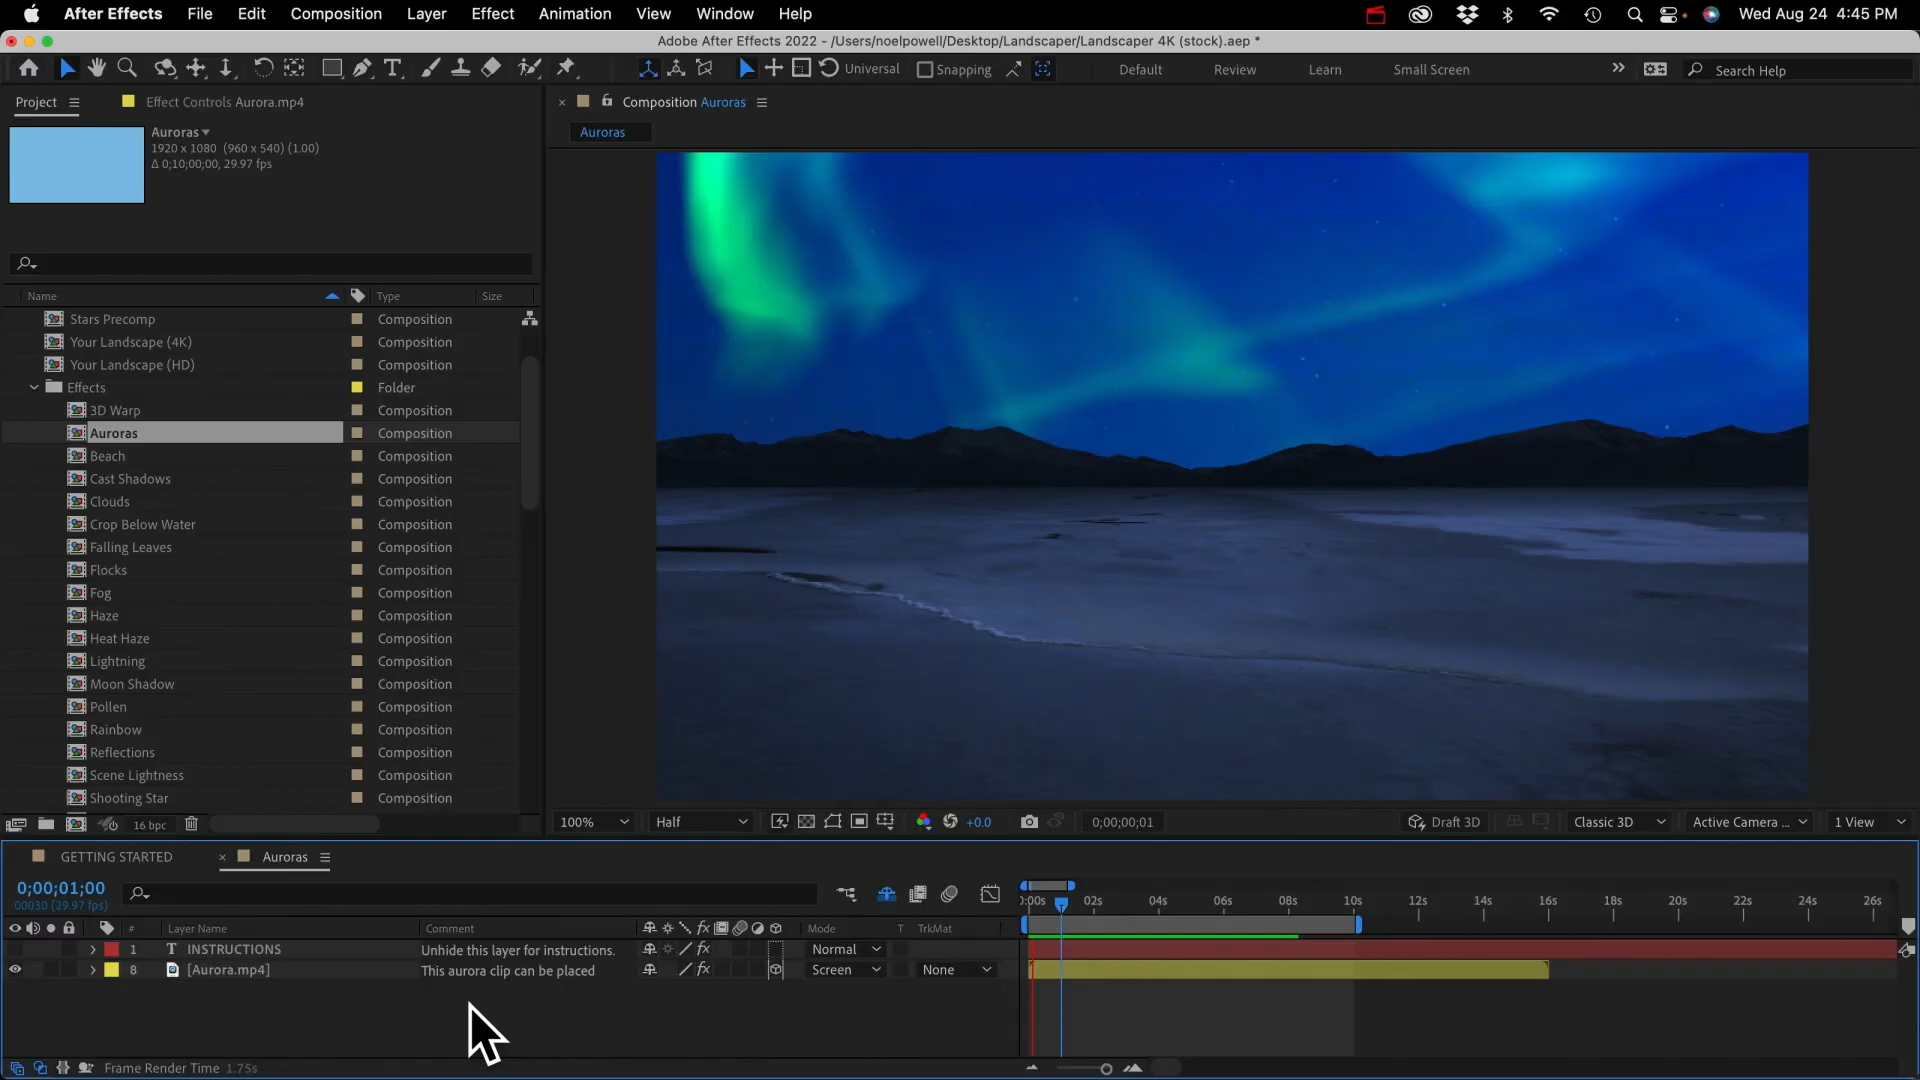 After Effects File Edit Composition Layer Effect Animation View Window Help Wed Aug 24 4:45 PM
Adobe After Effects 2022 - /Users/noelpowell/Desktop/Landscaper/Landscaper 4K (stock).aep *
Universal Snapping Default Review Learn Small Screen Search Help
Project Effect Controls Aurora.mp4 Composition Auroras
Auroras
1920 x 1080 (960 x 540) (1.00)
Δ 0;10;00;00, 29.97 fps
Auroras
Name Type Size
Stars Precomp Composition
Your Landscape (4K) Composition
Your Landscape (HD) Composition
Effects Folder
3D Warp Composition
Auroras Composition
Beach Composition
Cast Shadows Composition
Clouds Composition
Crop Below Water Composition
Falling Leaves Composition
Flocks Composition
Fog Composition
Haze Composition
Heat Haze Composition
Lightning Composition
Moon Shadow Composition
Pollen Composition
Rainbow Composition
Reflections Composition
Scene Lightness Composition
Shooting Star Composition
16 bpc
100% Half +0.0 0;00;00;01 Draft 3D Classic 3D Active Camera ... 1 View
GETTING STARTED Auroras
0;00;01;00
00030 (29.97 fps)
):00s 02s 04s 06s 08s 10s 12s 14s 16s 18s 20s 22s 24s 26s
# Layer Name Comment Mode T TrkMat
1 T INSTRUCTIONS Unhide this layer for instructions. Normal
8 [Aurora.mp4] This aurora clip can be placed Screen None
Frame Render Time 1.75s